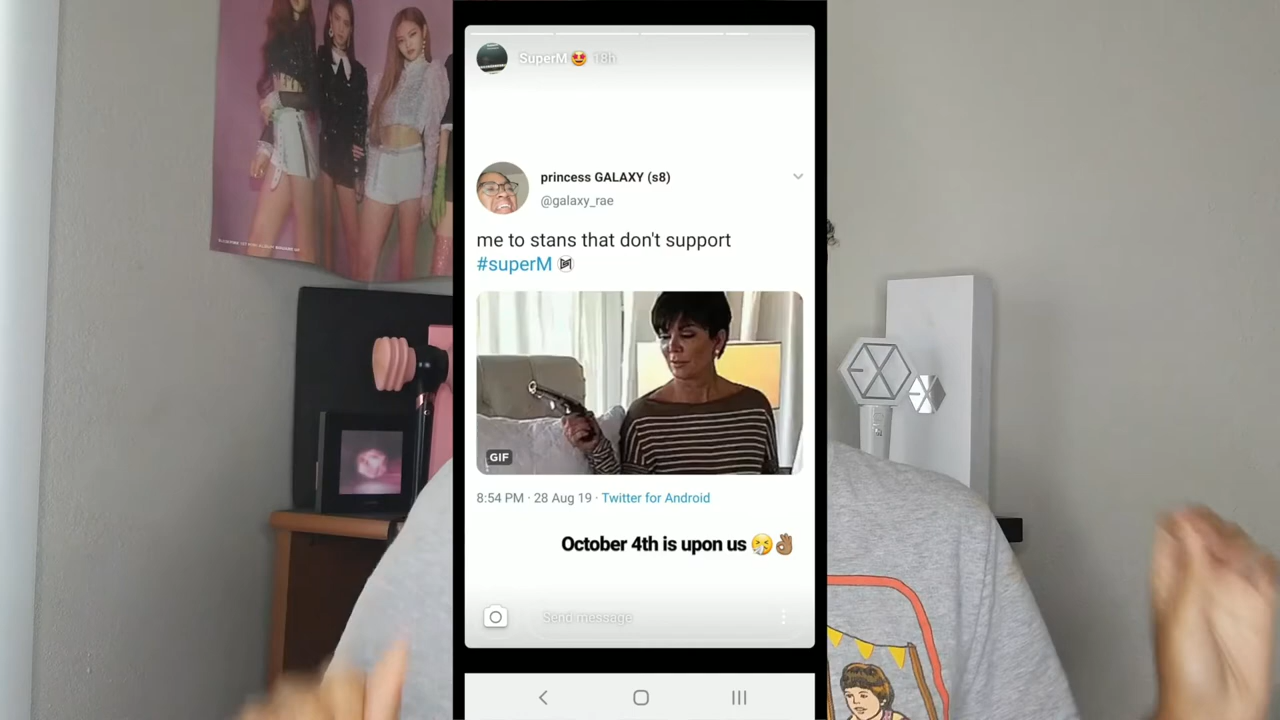 SuperM 😍 18h
princess GALAXY (s8)
@galaxy_rae
me to stans that don't support
#superM
GIF
8:54 PM · 28 Aug 19 · Twitter for Android
October 4th is upon us 🤧👌🏾
Send message